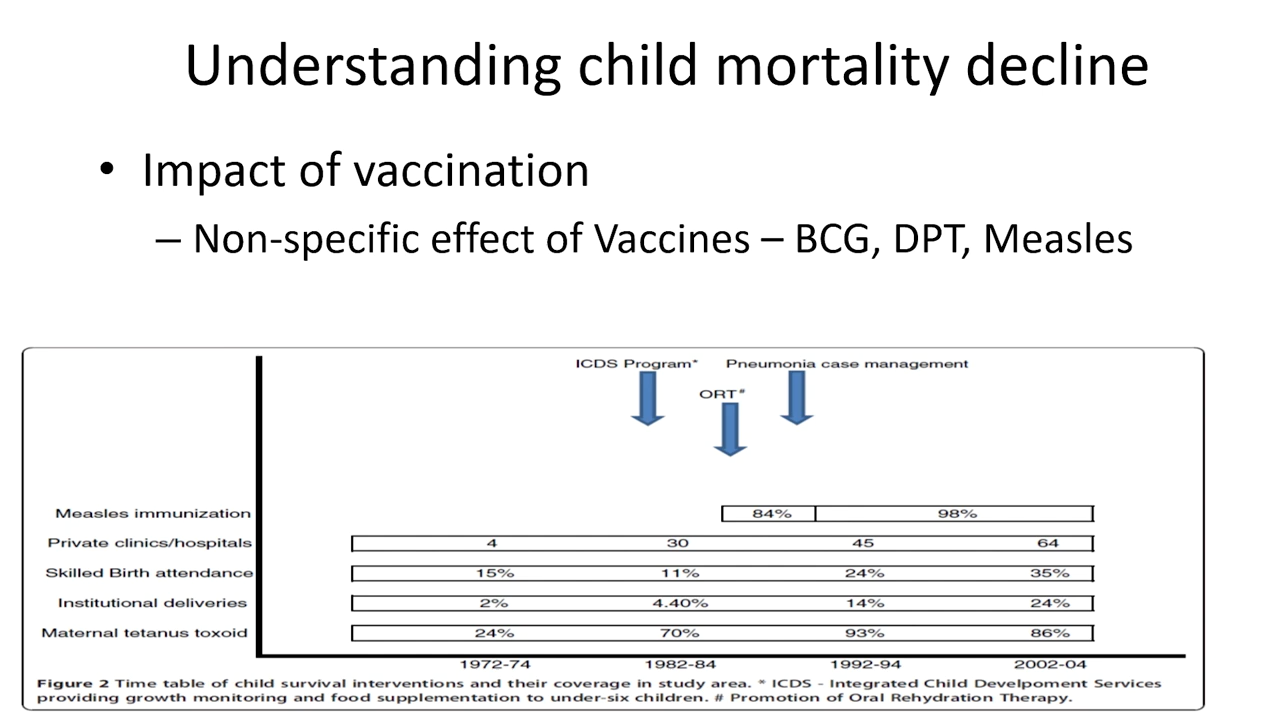 Understanding child mortality decline
• Impact of vaccination
– Non-specific effect of Vaccines – BCG, DPT, Measles
ICDS Program* Pneumonia case management
ORT#
Measles immunization 84% 98%
Private clinics/hospitals 4 30 45 64
Skilled Birth attendance 15% 11% 24% 35%
Institutional deliveries 2% 4.40% 14% 24%
Maternal tetanus toxoid 24% 70% 93% 86%
1972-74 1982-84 1992-94 2002-04
Figure 2 Time table of child survival interventions and their coverage in study area. * ICDS - Integrated Child Develpoment Services
providing growth monitoring and food supplementation to under-six children. # Promotion of Oral Rehydration Therapy.